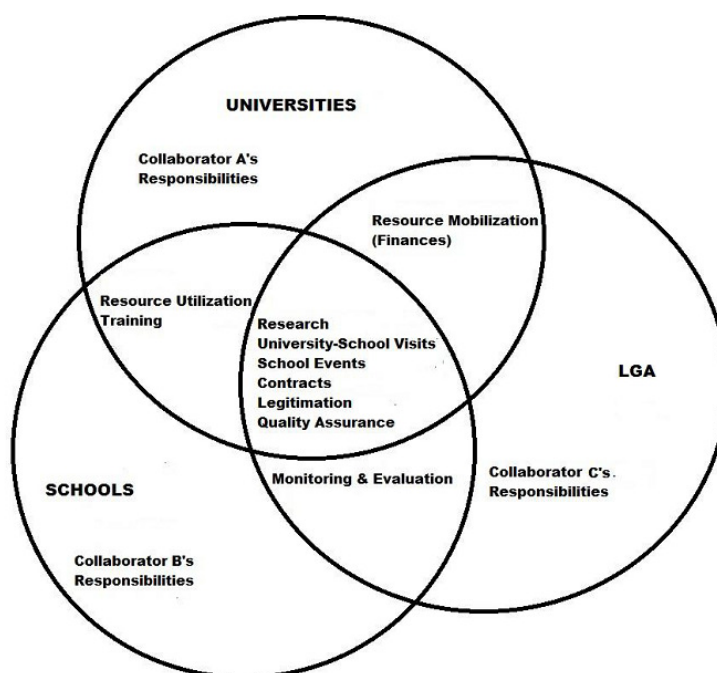 UNIVERSITIES
Collaborator A's
Responsibilities
Resource Mobilization
(Finances)
Resource Utilization
Training
Research
University-School Visits
School Events
Contracts
Legitimation
Quality Assurance
LGA
Monitoring & Evaluation
Collaborator C's
Responsibilities
SCHOOLS
Collaborator B's
Responsibilities